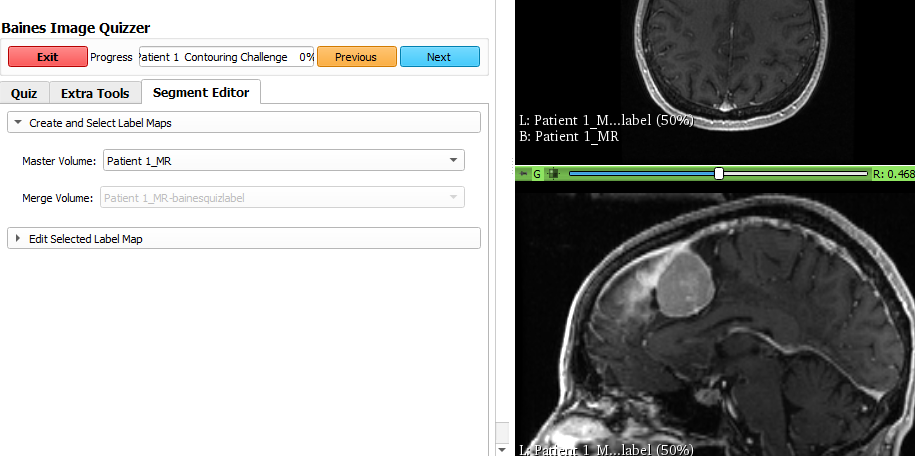 Baines Image Quizzer
Exit Progress Patient 1 Contouring Challenge 0% Previous Next
Quiz Extra Tools Segment Editor
Create and Select Label Maps
Master Volume: Patient 1_MR
Merge Volume: Patient 1_MR-bainesquizlabel
Edit Selected Label Map
L: Patient 1_M...label (50%)
B: Patient 1_MR
G R: 0.468
L: Patient 1_M...label (50%)